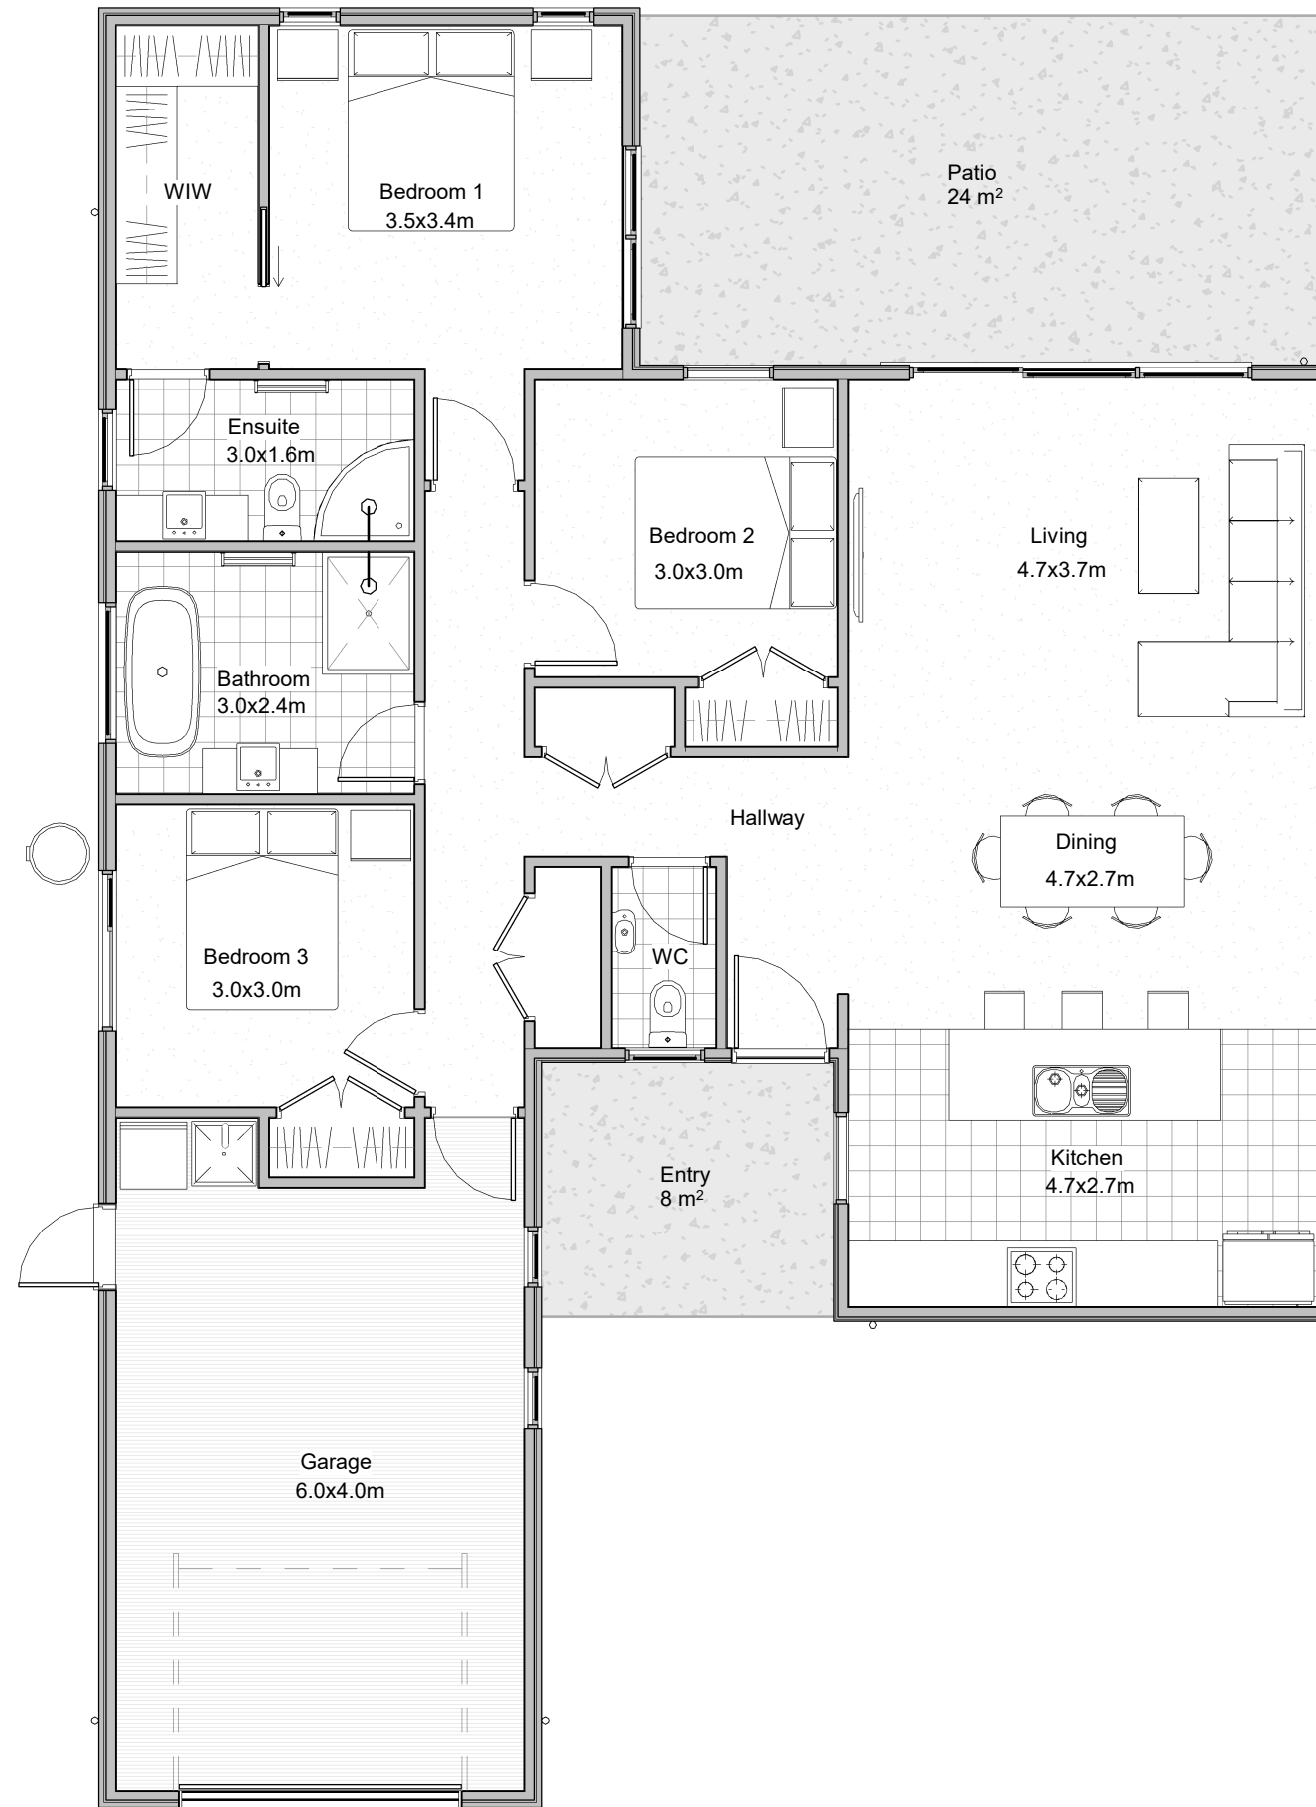 WIW
Bedroom 1
3.5x3.4m
Patio
24 m²
Ensuite
3.0x1.6m
Bedroom 2
3.0x3.0m
Living
4.7x3.7m
Bathroom
3.0x2.4m
Hallway
Dining
4.7x2.7m
Bedroom 3
3.0x3.0m
WC
Entry
8 m²
Kitchen
4.7x2.7m
Garage
6.0x4.0m